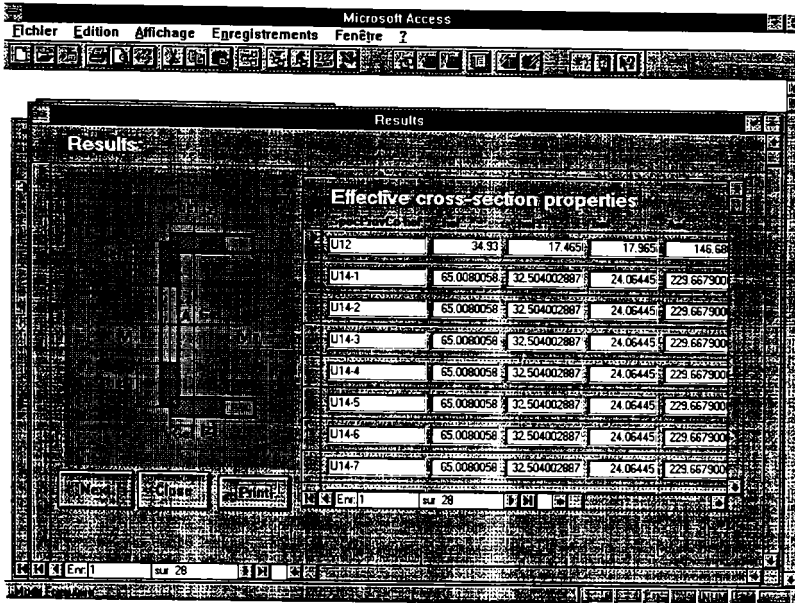 Microsoft Access
Fichier Edition Affichage Enregistrements Fenêtre ?
Results
Results:
Effective cross-section properties
U12 34.93 17.465 17.965 146.68
U14-1 65.0080058 32.504002887 24.06445 229.667900
U14-2 65.0080058 32.504002887 24.06445 229.667900
U14-3 65.0080058 32.504002887 24.06445 229.667900
U14-4 65.0080058 32.504002887 24.06445 229.667900
U14-5 65.0080058 32.504002887 24.06445 229.667900
U14-6 65.0080058 32.504002887 24.06445 229.667900
U14-7 65.0080058 32.504002887 24.06445 229.667900
Next Close Print
Enr: 1 sur 28
Enr: 1 sur 28